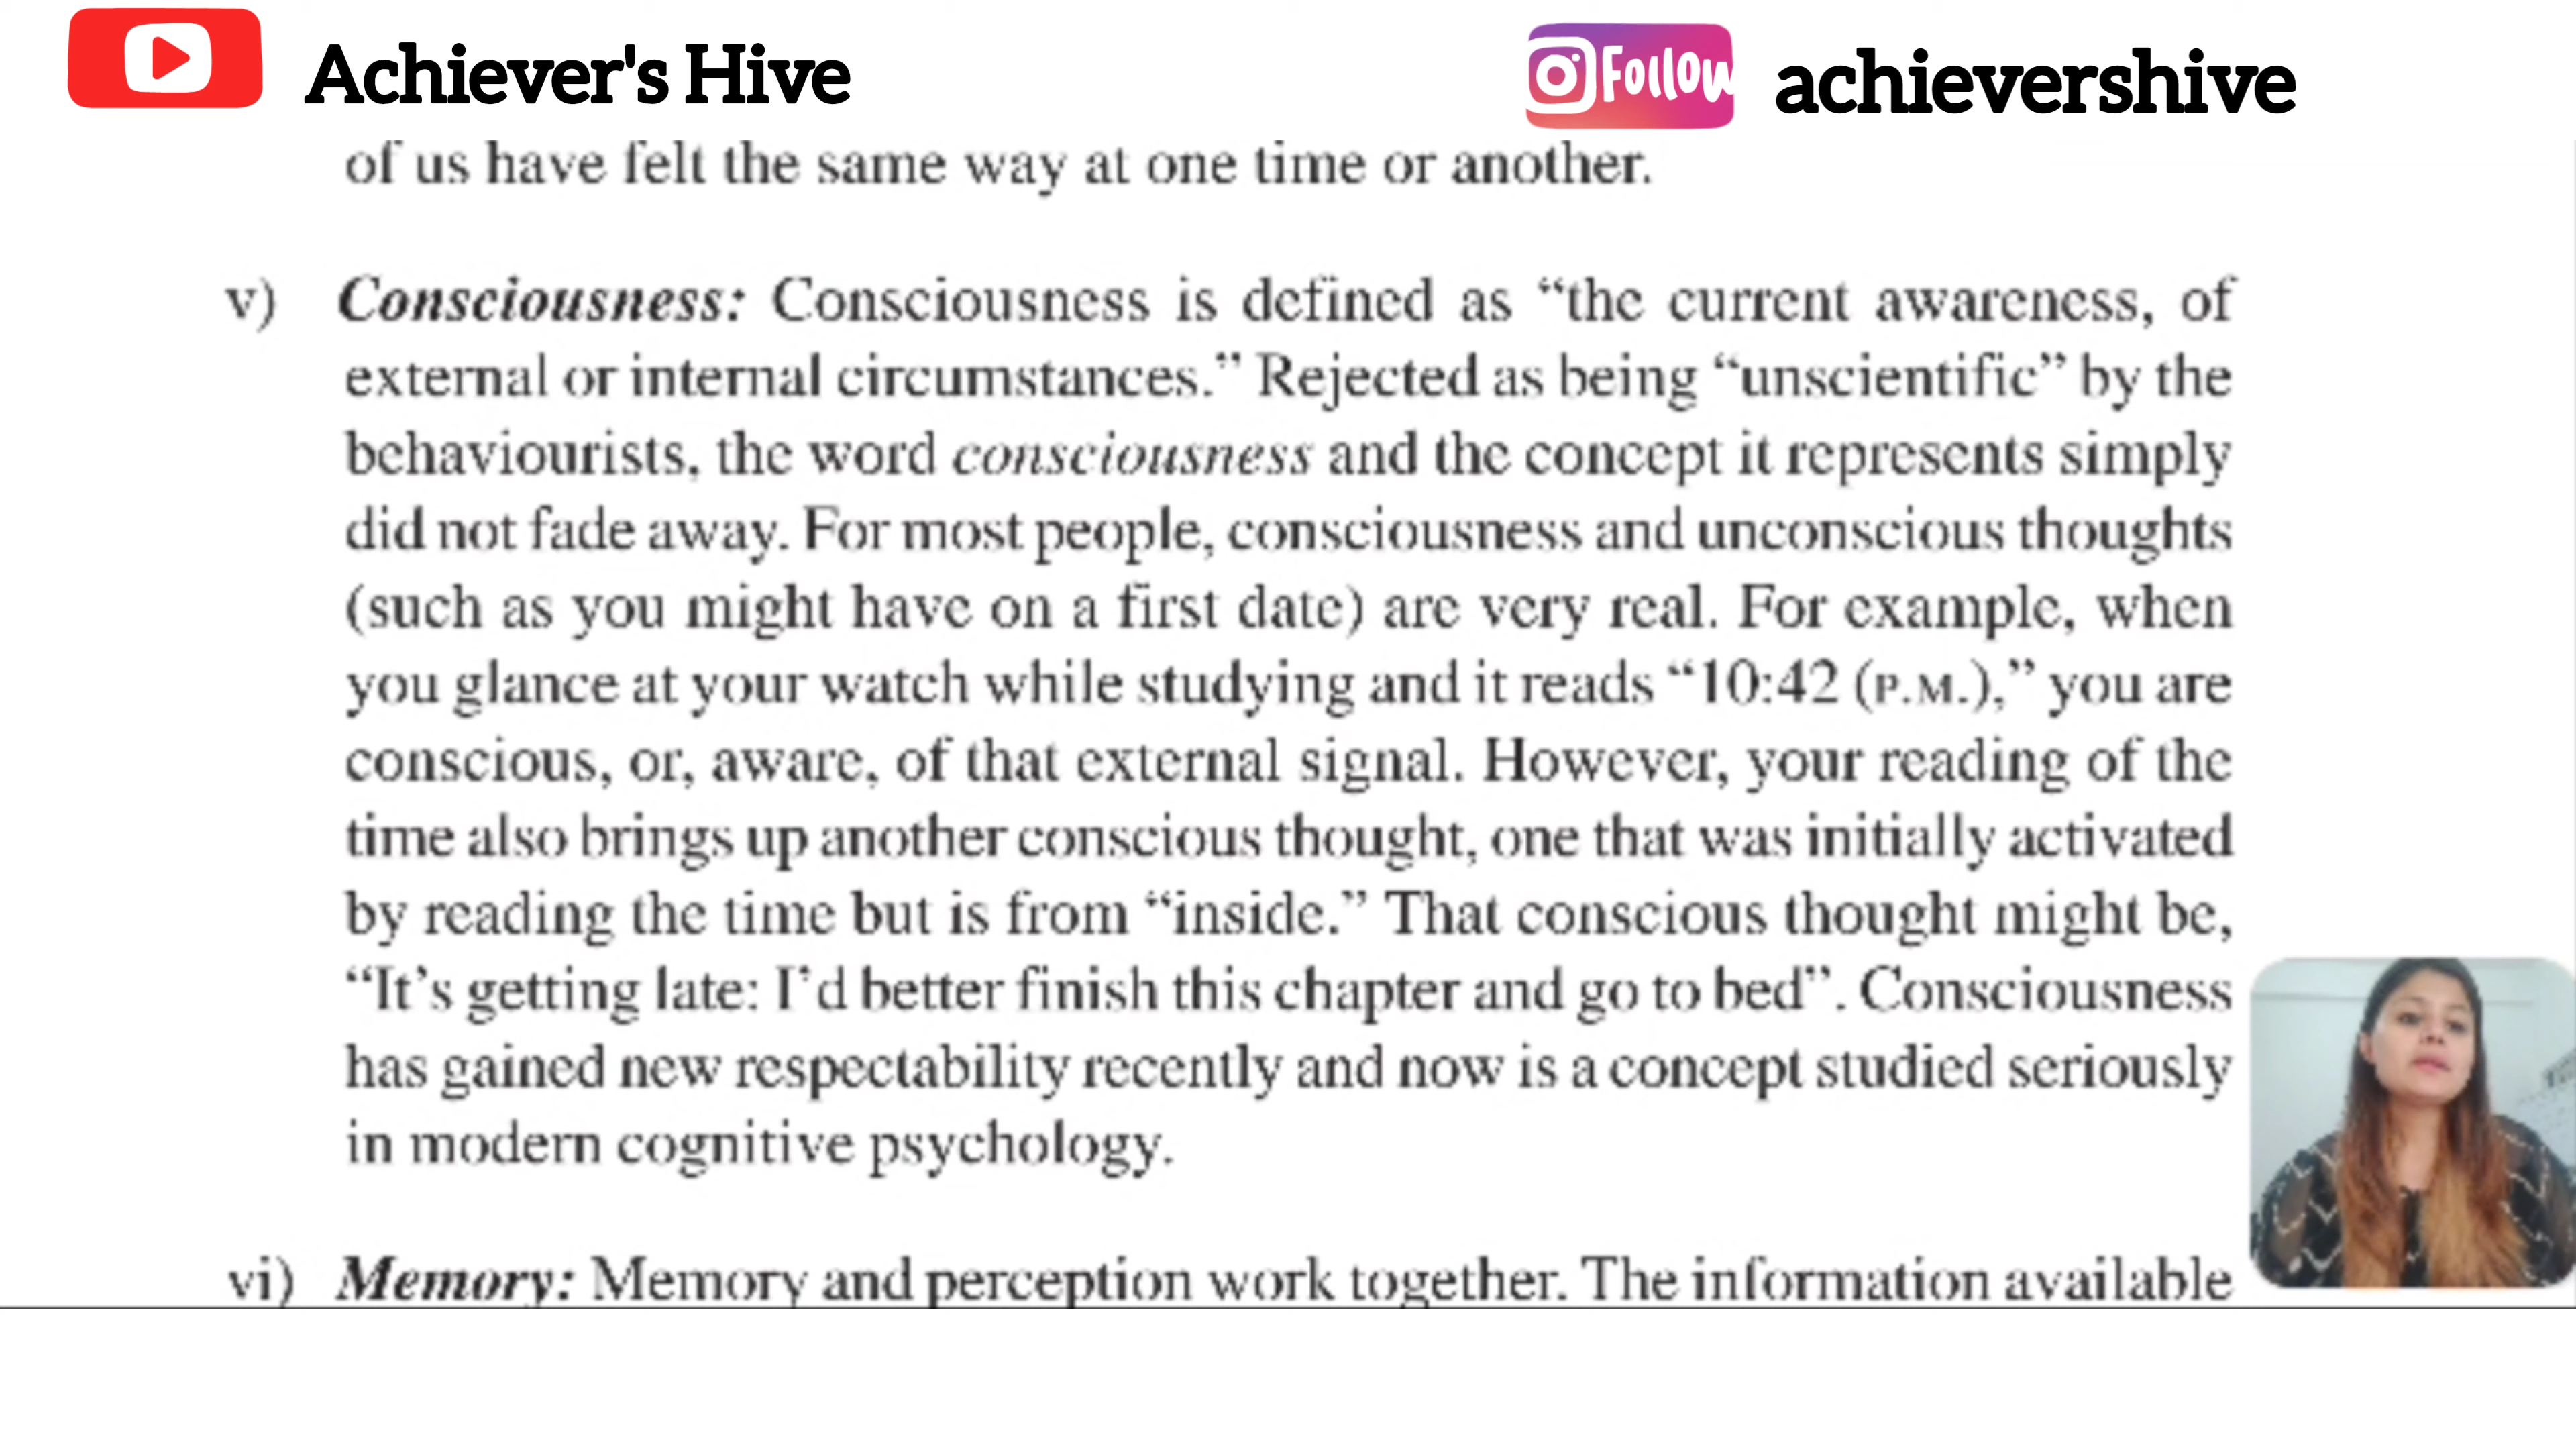 Achiever's Hive
Follow achievershive
of us have felt the same way at one time or another.
v) Consciousness: Consciousness is defined as “the current awareness, of
external or internal circumstances.” Rejected as being “unscientific” by the
behaviourists, the word consciousness and the concept it represents simply
did not fade away. For most people, consciousness and unconscious thoughts
(such as you might have on a first date) are very real. For example, when
you glance at your watch while studying and it reads “10:42 (P.M.),” you are
conscious, or, aware, of that external signal. However, your reading of the
time also brings up another conscious thought, one that was initially activated
by reading the time but is from “inside.” That conscious thought might be,
“It’s getting late: I’d better finish this chapter and go to bed”. Consciousness
has gained new respectability recently and now is a concept studied seriously
in modern cognitive psychology.
vi) Memory: Memory and perception work together. The information available